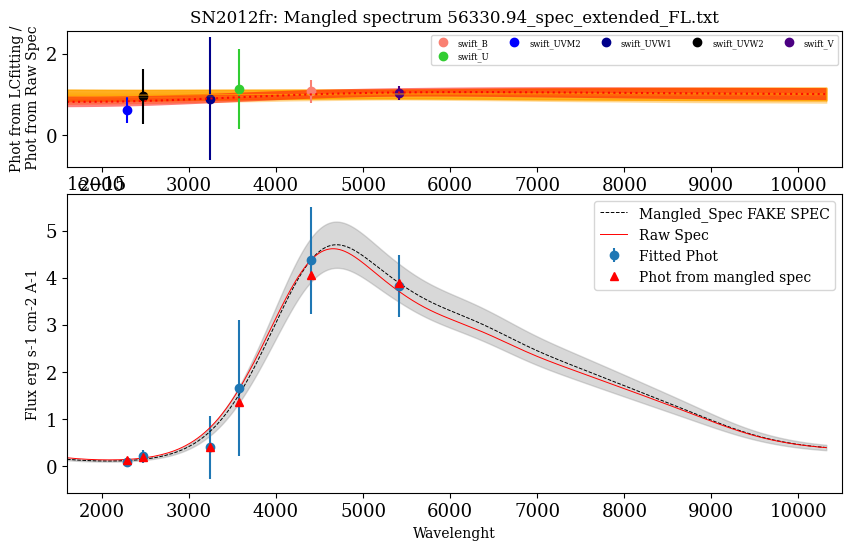 SN2012fr: Mangled spectrum 56330.94_spec_extended_FL.txt
Phot from LCfitting /
Phot from Raw Spec
2
0
swift_B swift_UVM2 swift_UVW1 swift_UVW2 swift_V
swift_U
2000 3000 4000 5000 6000 7000 8000 9000 10000
1e−15
Flux erg s-1 cm-2 A-1
5
4
3
2
1
0
Mangled_Spec FAKE SPEC
Raw Spec
Fitted Phot
Phot from mangled spec
2000 3000 4000 5000 6000 7000 8000 9000 10000
Wavelenght